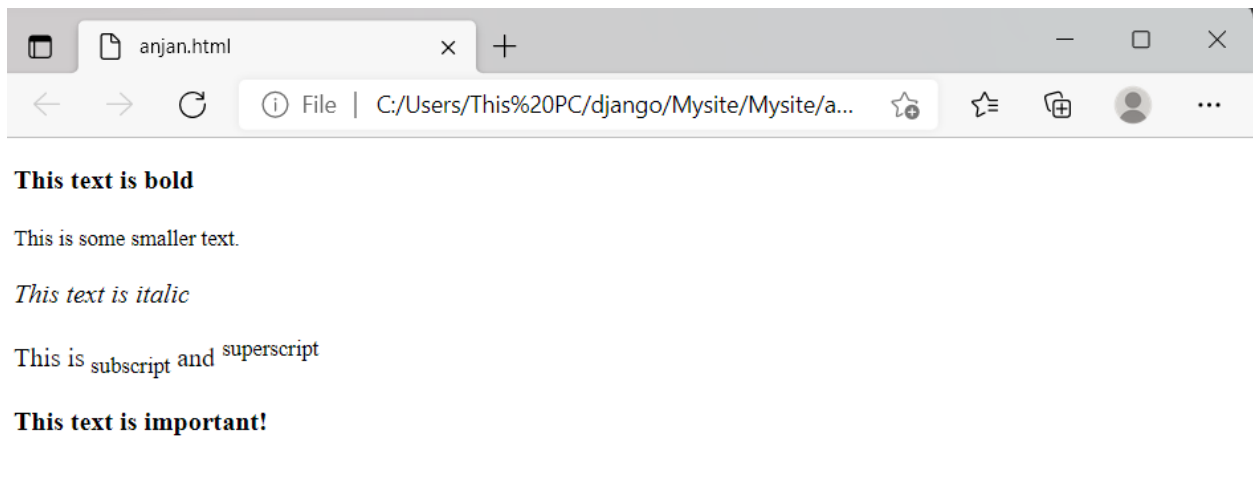 anjan.html
File | C:/Users/This%20PC/django/Mysite/Mysite/a...
This text is bold
This is some smaller text.
This text is italic
This is subscript and superscript
This text is important!